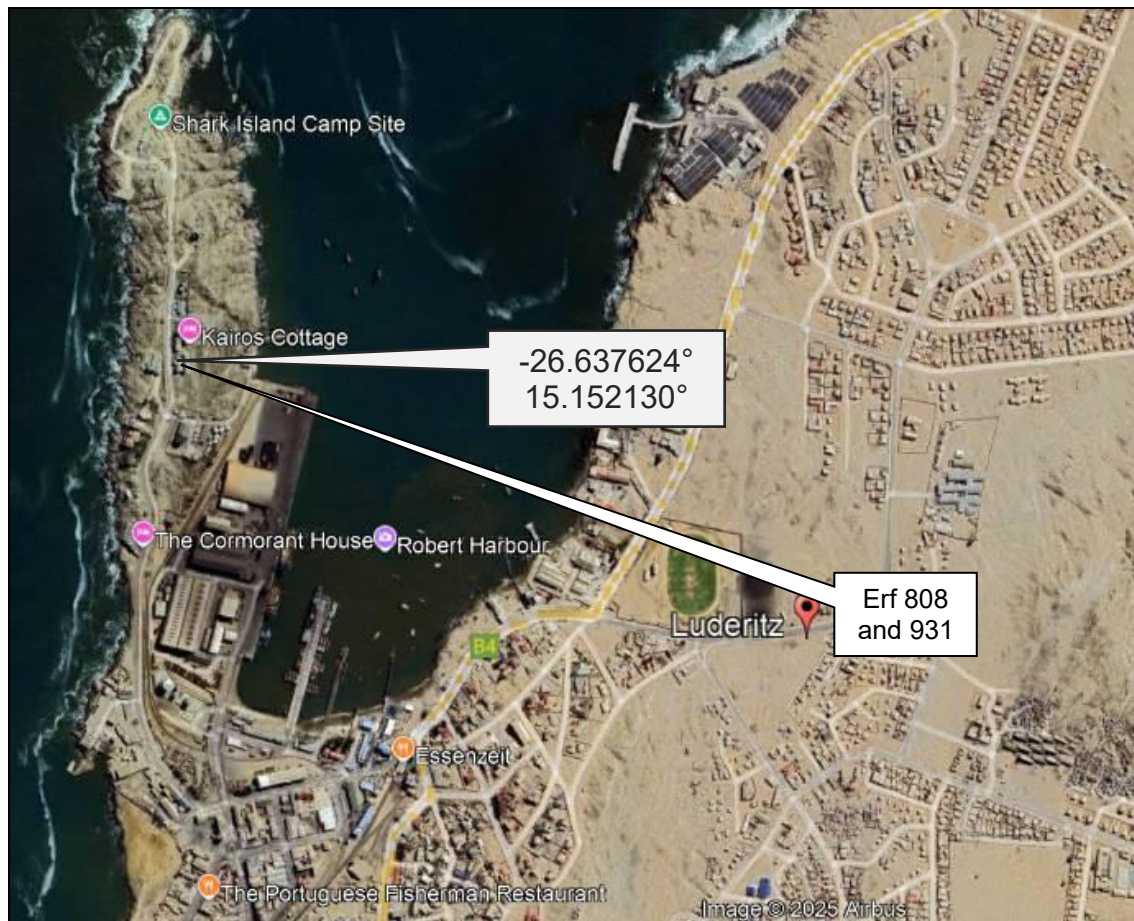 Shark Island Camp Site
Kairos Cottage
-26.637624°
15.152130°
The Cormorant House
Robert Harbour
Erf 808
and 931
Luderitz
B4
Essenzeit
The Portuguese Fisherman Restaurant
Image © 2025 Airbus